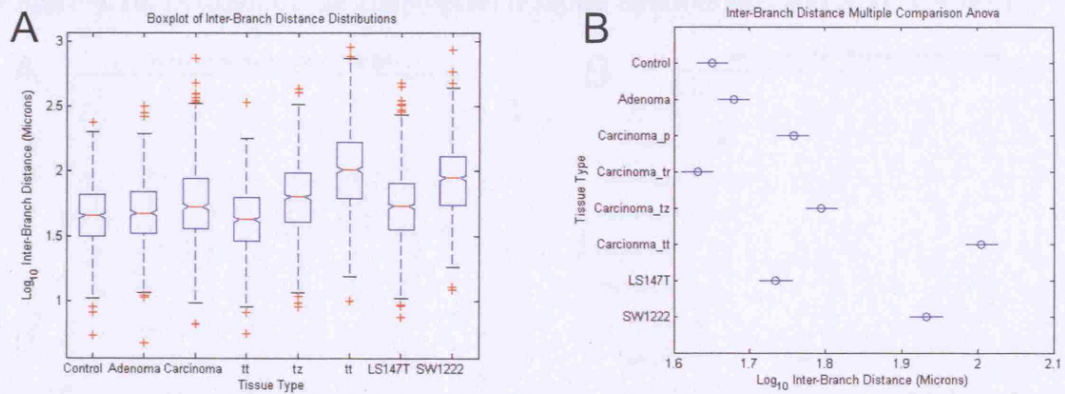 A
Boxplot of Inter-Branch Distance Distributions
Log10 Inter-Branch Distance (Microns)
3
2.5
2
1.5
1
Control Adenoma Carcinoma tt tz tt LS147T SW1222
Tissue Type
B
Inter-Branch Distance Multiple Comparison Anova
Tissue Type
Control
Adenoma
Carcinoma_p
Carcinoma_tr
Carcinoma_tz
Carcionma_tt
LS147T
SW1222
1.6 1.7 1.8 1.9 2 2.1
Log10 Inter-Branch Distance (Microns)